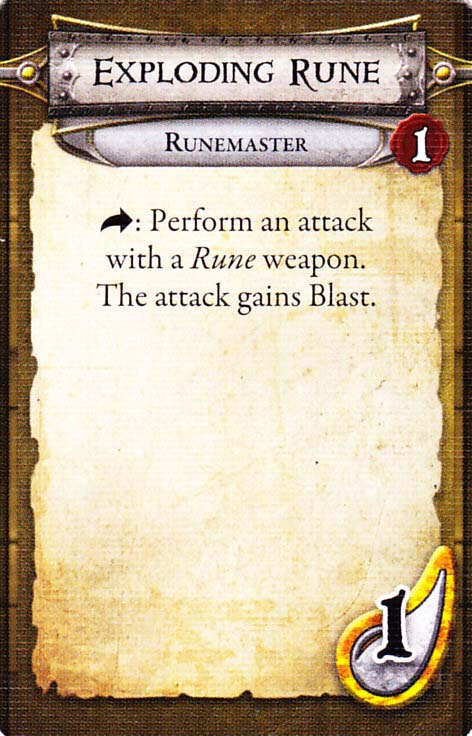 Exploding Rune
Runemaster
1
: Perform an attack
with a Rune weapon.
The attack gains Blast.
1